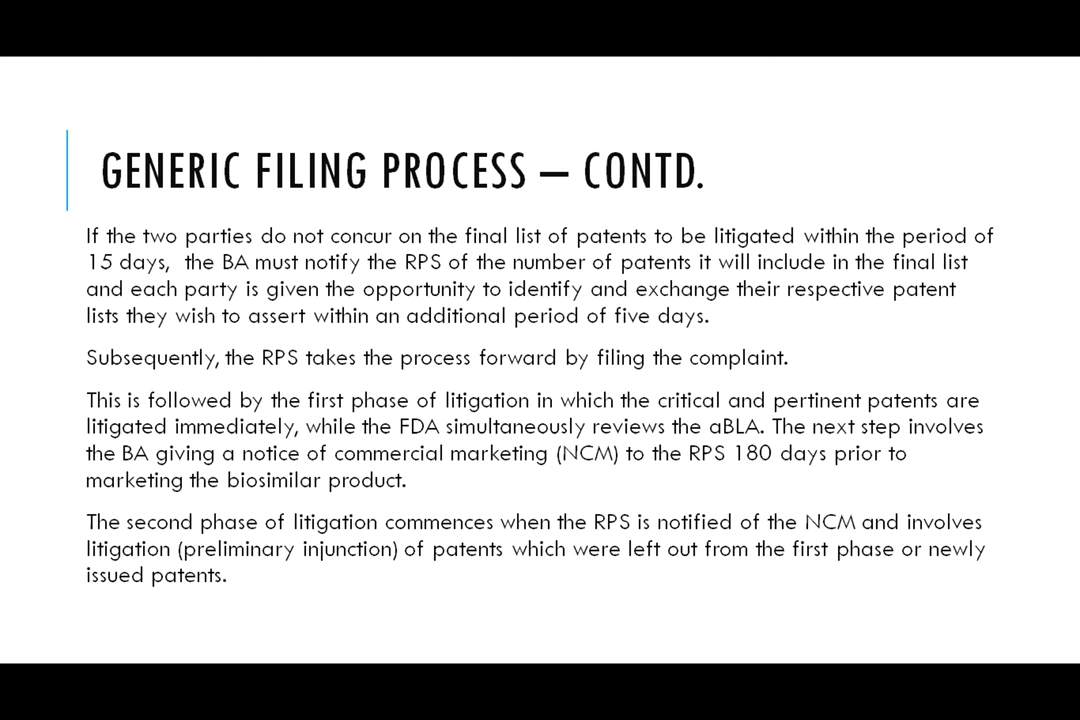 GENERIC FILING PROCESS – CONTD.
If the two parties do not concur on the final list of patents to be litigated within the period of
15 days,  the BA must notify the RPS of the number of patents it will include in the final list
and each party is given the opportunity to identify and exchange their respective patent
lists they wish to assert within an additional period of five days.
Subsequently, the RPS takes the process forward by filing the complaint.
This is followed by the first phase of litigation in which the critical and pertinent patents are
litigated immediately, while the FDA simultaneously reviews the aBLA. The next step involves
the BA giving a notice of commercial marketing (NCM) to the RPS 180 days prior to
marketing the biosimilar product.
The second phase of litigation commences when the RPS is notified of the NCM and involves
litigation (preliminary injunction) of patents which were left out from the first phase or newly
issued patents.